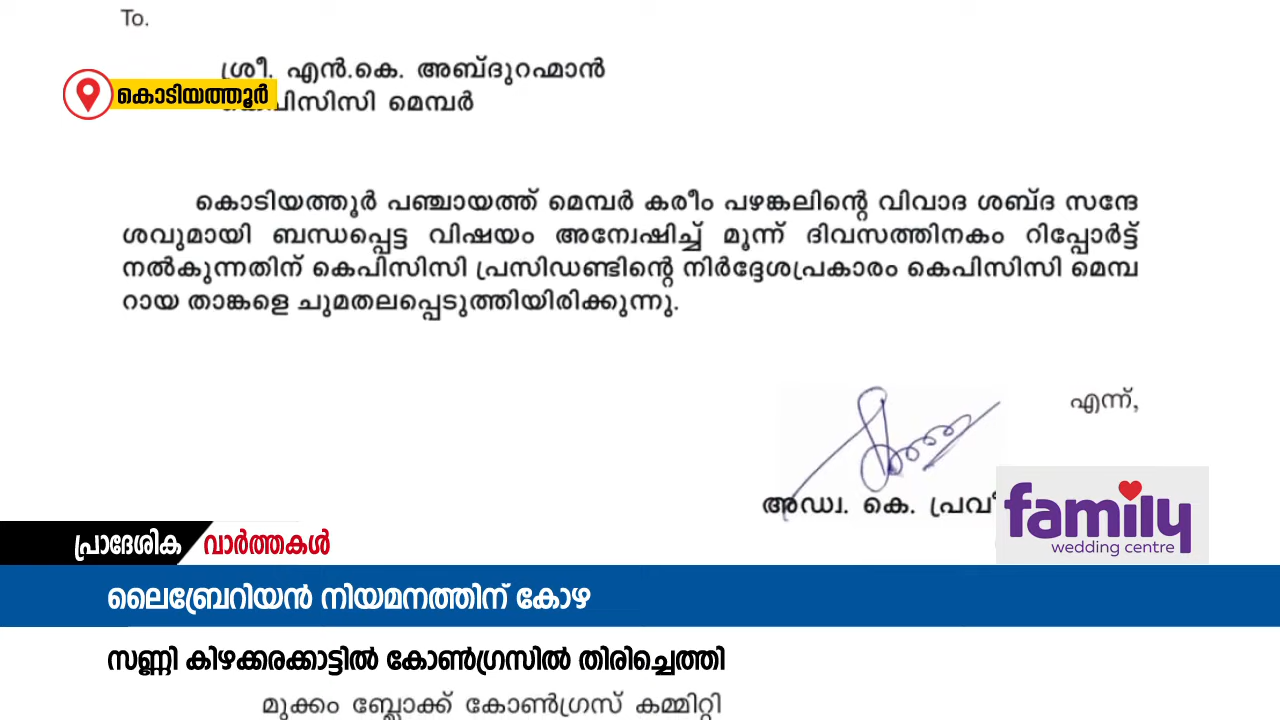 To.
ശ്രീ. എൻ.കെ. അബ്ദുറഹ്മാൻ
കൊടിയത്തൂർ
കെപിസിസി മെമ്പർ
കൊടിയത്തൂർ പഞ്ചായത്ത് മെമ്പർ കരീം പഴങ്കലിന്റെ വിവാദ ശബ്ദ സന്ദേ
ശവുമായി ബന്ധപ്പെട്ട വിഷയം അന്വേഷിച്ച് മൂന്ന് ദിവസത്തിനകം റിപ്പോർട്ട്
നൽകുന്നതിന് കെപിസിസി പ്രസിഡണ്ടിന്റെ നിർദ്ദേശപ്രകാരം കെപിസിസി മെമ്പ
റായ താങ്കളെ ചുമതലപ്പെടുത്തിയിരിക്കുന്നു.
എന്ന്,
അഡ്വ. കെ.
family
wedding centre
പ്രാദേശിക വാർത്തകൾ
ലൈബ്രേറിയൻ നിയമനത്തിന് കോഴ
സണ്ണി കിഴക്കരക്കാട്ടിൽ കോൺഗ്രസിൽ തിരിച്ചെത്തി
മുക്കം ബ്ലോക്ക് കോൺഗ്രസ് കമ്മിറ്റി